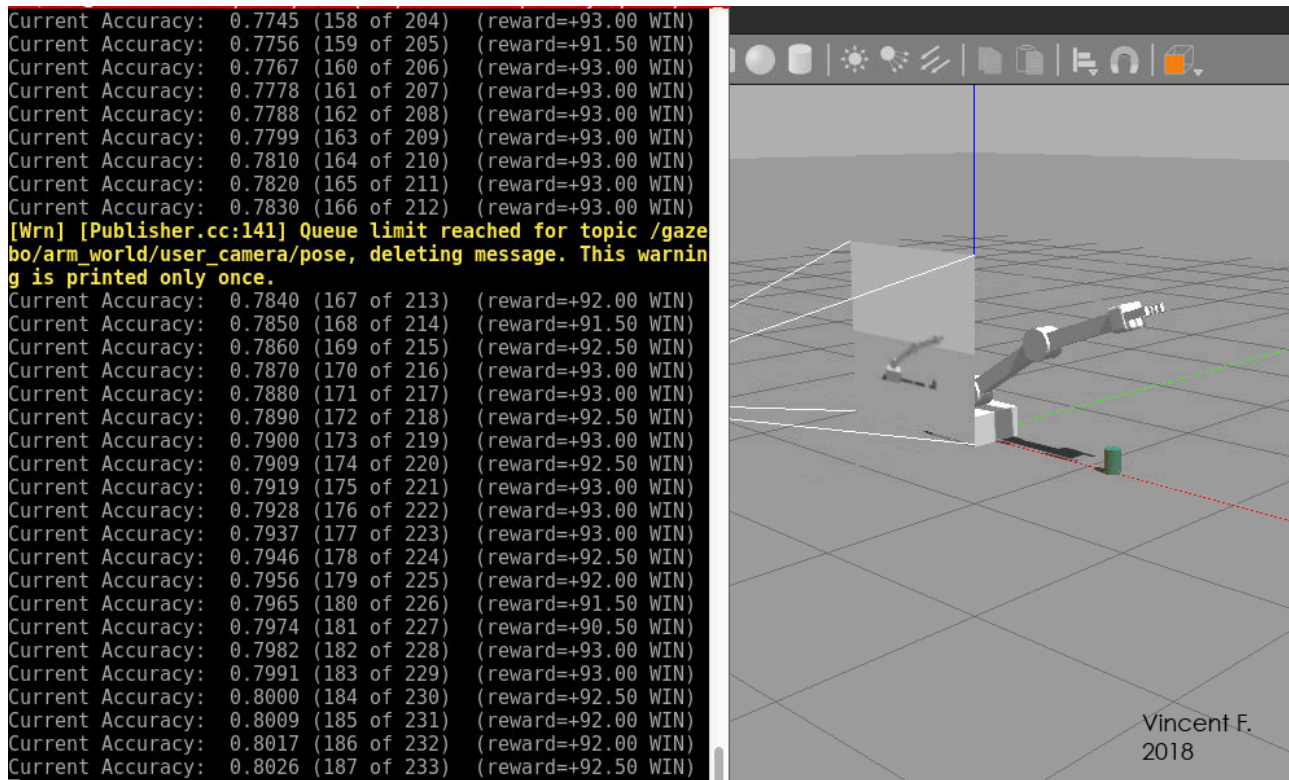 Current Accuracy:  0.7745 (158 of 204)  (reward=+93.00 WIN)
Current Accuracy:  0.7756 (159 of 205)  (reward=+91.50 WIN)
Current Accuracy:  0.7767 (160 of 206)  (reward=+93.00 WIN)
Current Accuracy:  0.7778 (161 of 207)  (reward=+93.00 WIN)
Current Accuracy:  0.7788 (162 of 208)  (reward=+93.00 WIN)
Current Accuracy:  0.7799 (163 of 209)  (reward=+93.00 WIN)
Current Accuracy:  0.7810 (164 of 210)  (reward=+93.00 WIN)
Current Accuracy:  0.7820 (165 of 211)  (reward=+93.00 WIN)
Current Accuracy:  0.7830 (166 of 212)  (reward=+93.00 WIN)
[Wrn] [Publisher.cc:141] Queue limit reached for topic /gaze
bo/arm_world/user_camera/pose, deleting message. This warnin
g is printed only once.
Current Accuracy:  0.7840 (167 of 213)  (reward=+92.00 WIN)
Current Accuracy:  0.7850 (168 of 214)  (reward=+91.50 WIN)
Current Accuracy:  0.7860 (169 of 215)  (reward=+92.50 WIN)
Current Accuracy:  0.7870 (170 of 216)  (reward=+93.00 WIN)
Current Accuracy:  0.7880 (171 of 217)  (reward=+93.00 WIN)
Current Accuracy:  0.7890 (172 of 218)  (reward=+92.50 WIN)
Current Accuracy:  0.7900 (173 of 219)  (reward=+93.00 WIN)
Current Accuracy:  0.7909 (174 of 220)  (reward=+92.50 WIN)
Current Accuracy:  0.7919 (175 of 221)  (reward=+93.00 WIN)
Current Accuracy:  0.7928 (176 of 222)  (reward=+93.00 WIN)
Current Accuracy:  0.7937 (177 of 223)  (reward=+93.00 WIN)
Current Accuracy:  0.7946 (178 of 224)  (reward=+92.50 WIN)
Current Accuracy:  0.7956 (179 of 225)  (reward=+92.00 WIN)
Current Accuracy:  0.7965 (180 of 226)  (reward=+91.50 WIN)
Current Accuracy:  0.7974 (181 of 227)  (reward=+90.50 WIN)
Current Accuracy:  0.7982 (182 of 228)  (reward=+93.00 WIN)
Current Accuracy:  0.7991 (183 of 229)  (reward=+93.00 WIN)
Current Accuracy:  0.8000 (184 of 230)  (reward=+92.50 WIN)
Current Accuracy:  0.8009 (185 of 231)  (reward=+92.00 WIN)
Current Accuracy:  0.8017 (186 of 232)  (reward=+92.00 WIN)
Current Accuracy:  0.8026 (187 of 233)  (reward=+92.50 WIN)
Vincent F.
2018